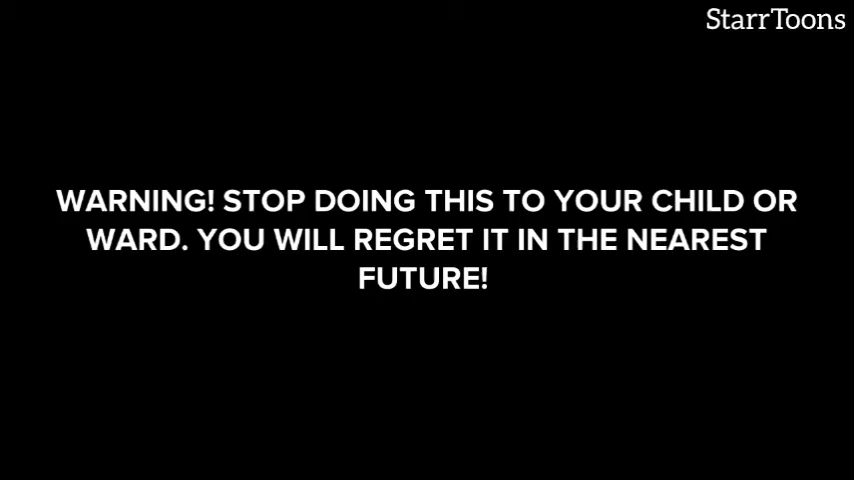 StarrToons
WARNING! STOP DOING THIS TO YOUR CHILD OR
WARD. YOU WILL REGRET IT IN THE NEAREST
FUTURE!